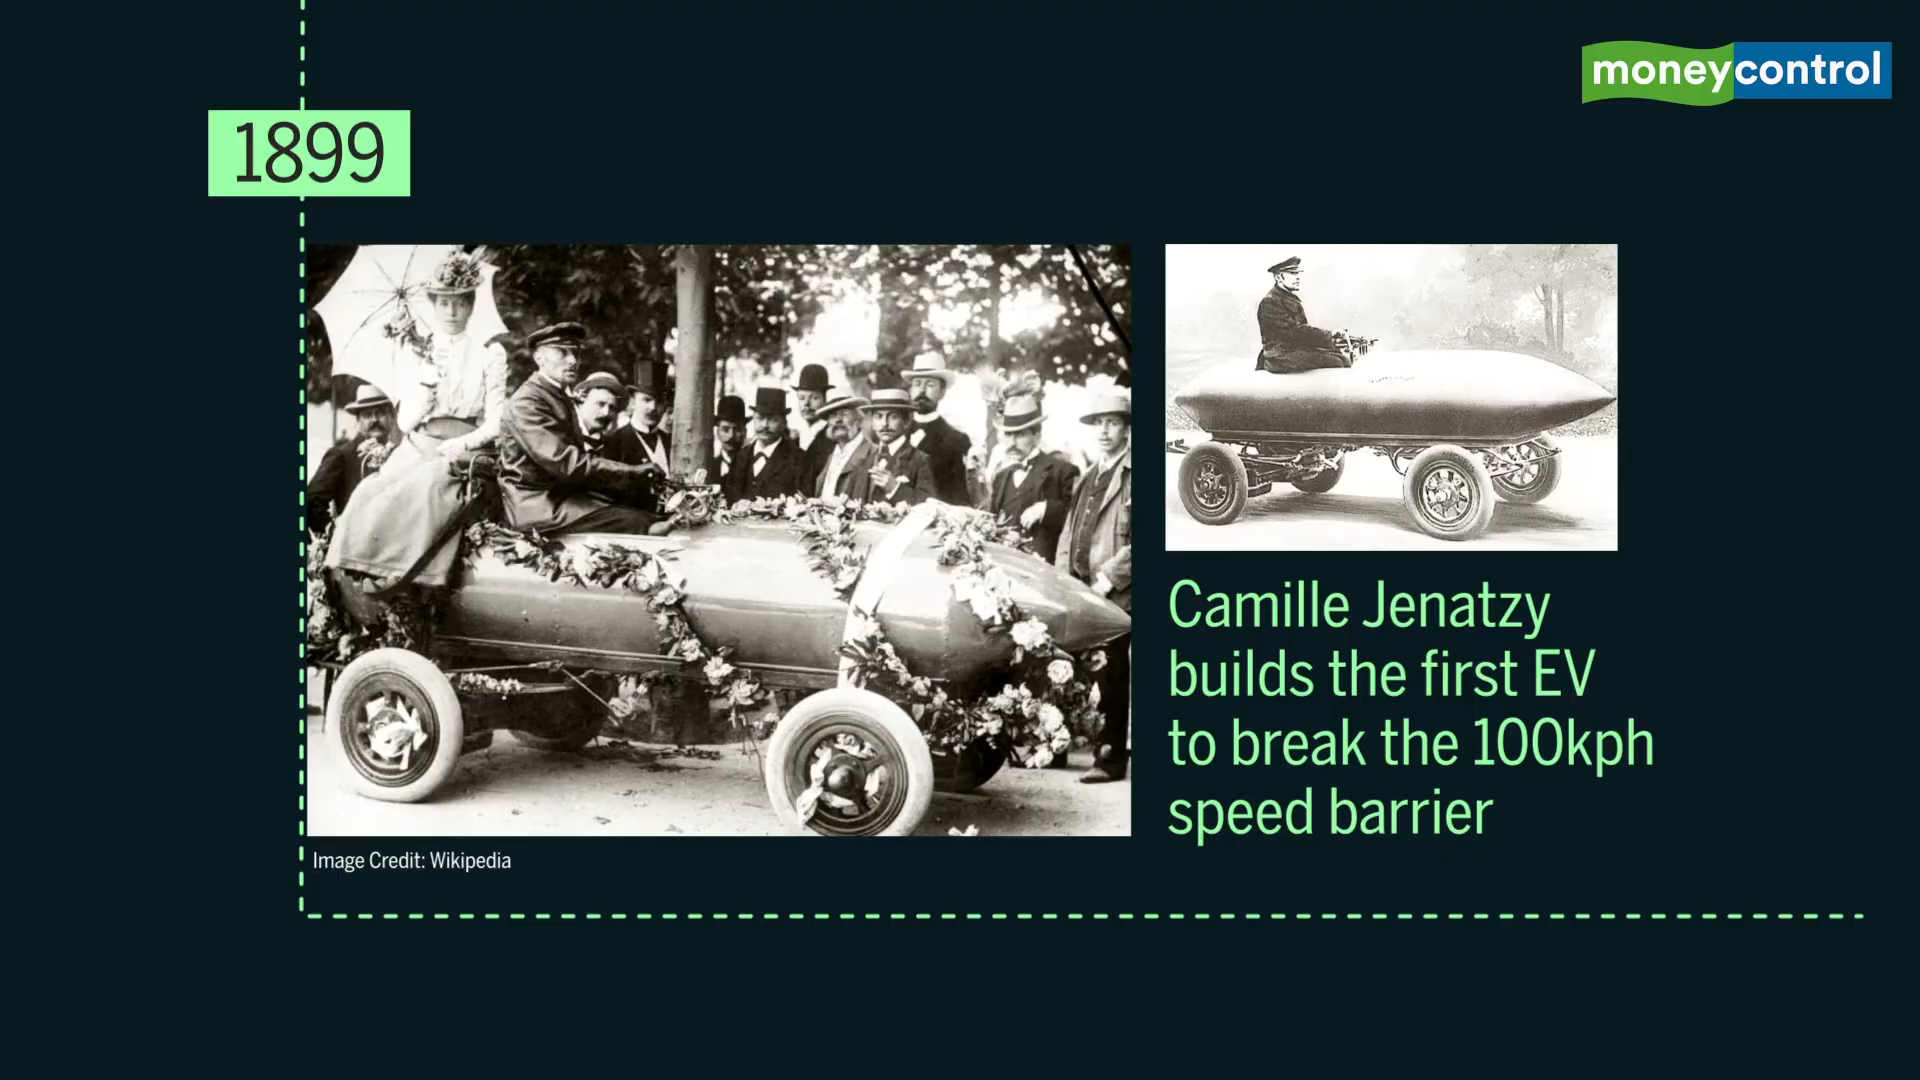 moneycontrol
1899
Camille Jenatzy
builds the first EV
to break the 100kph
speed barrier
Image Credit: Wikipedia